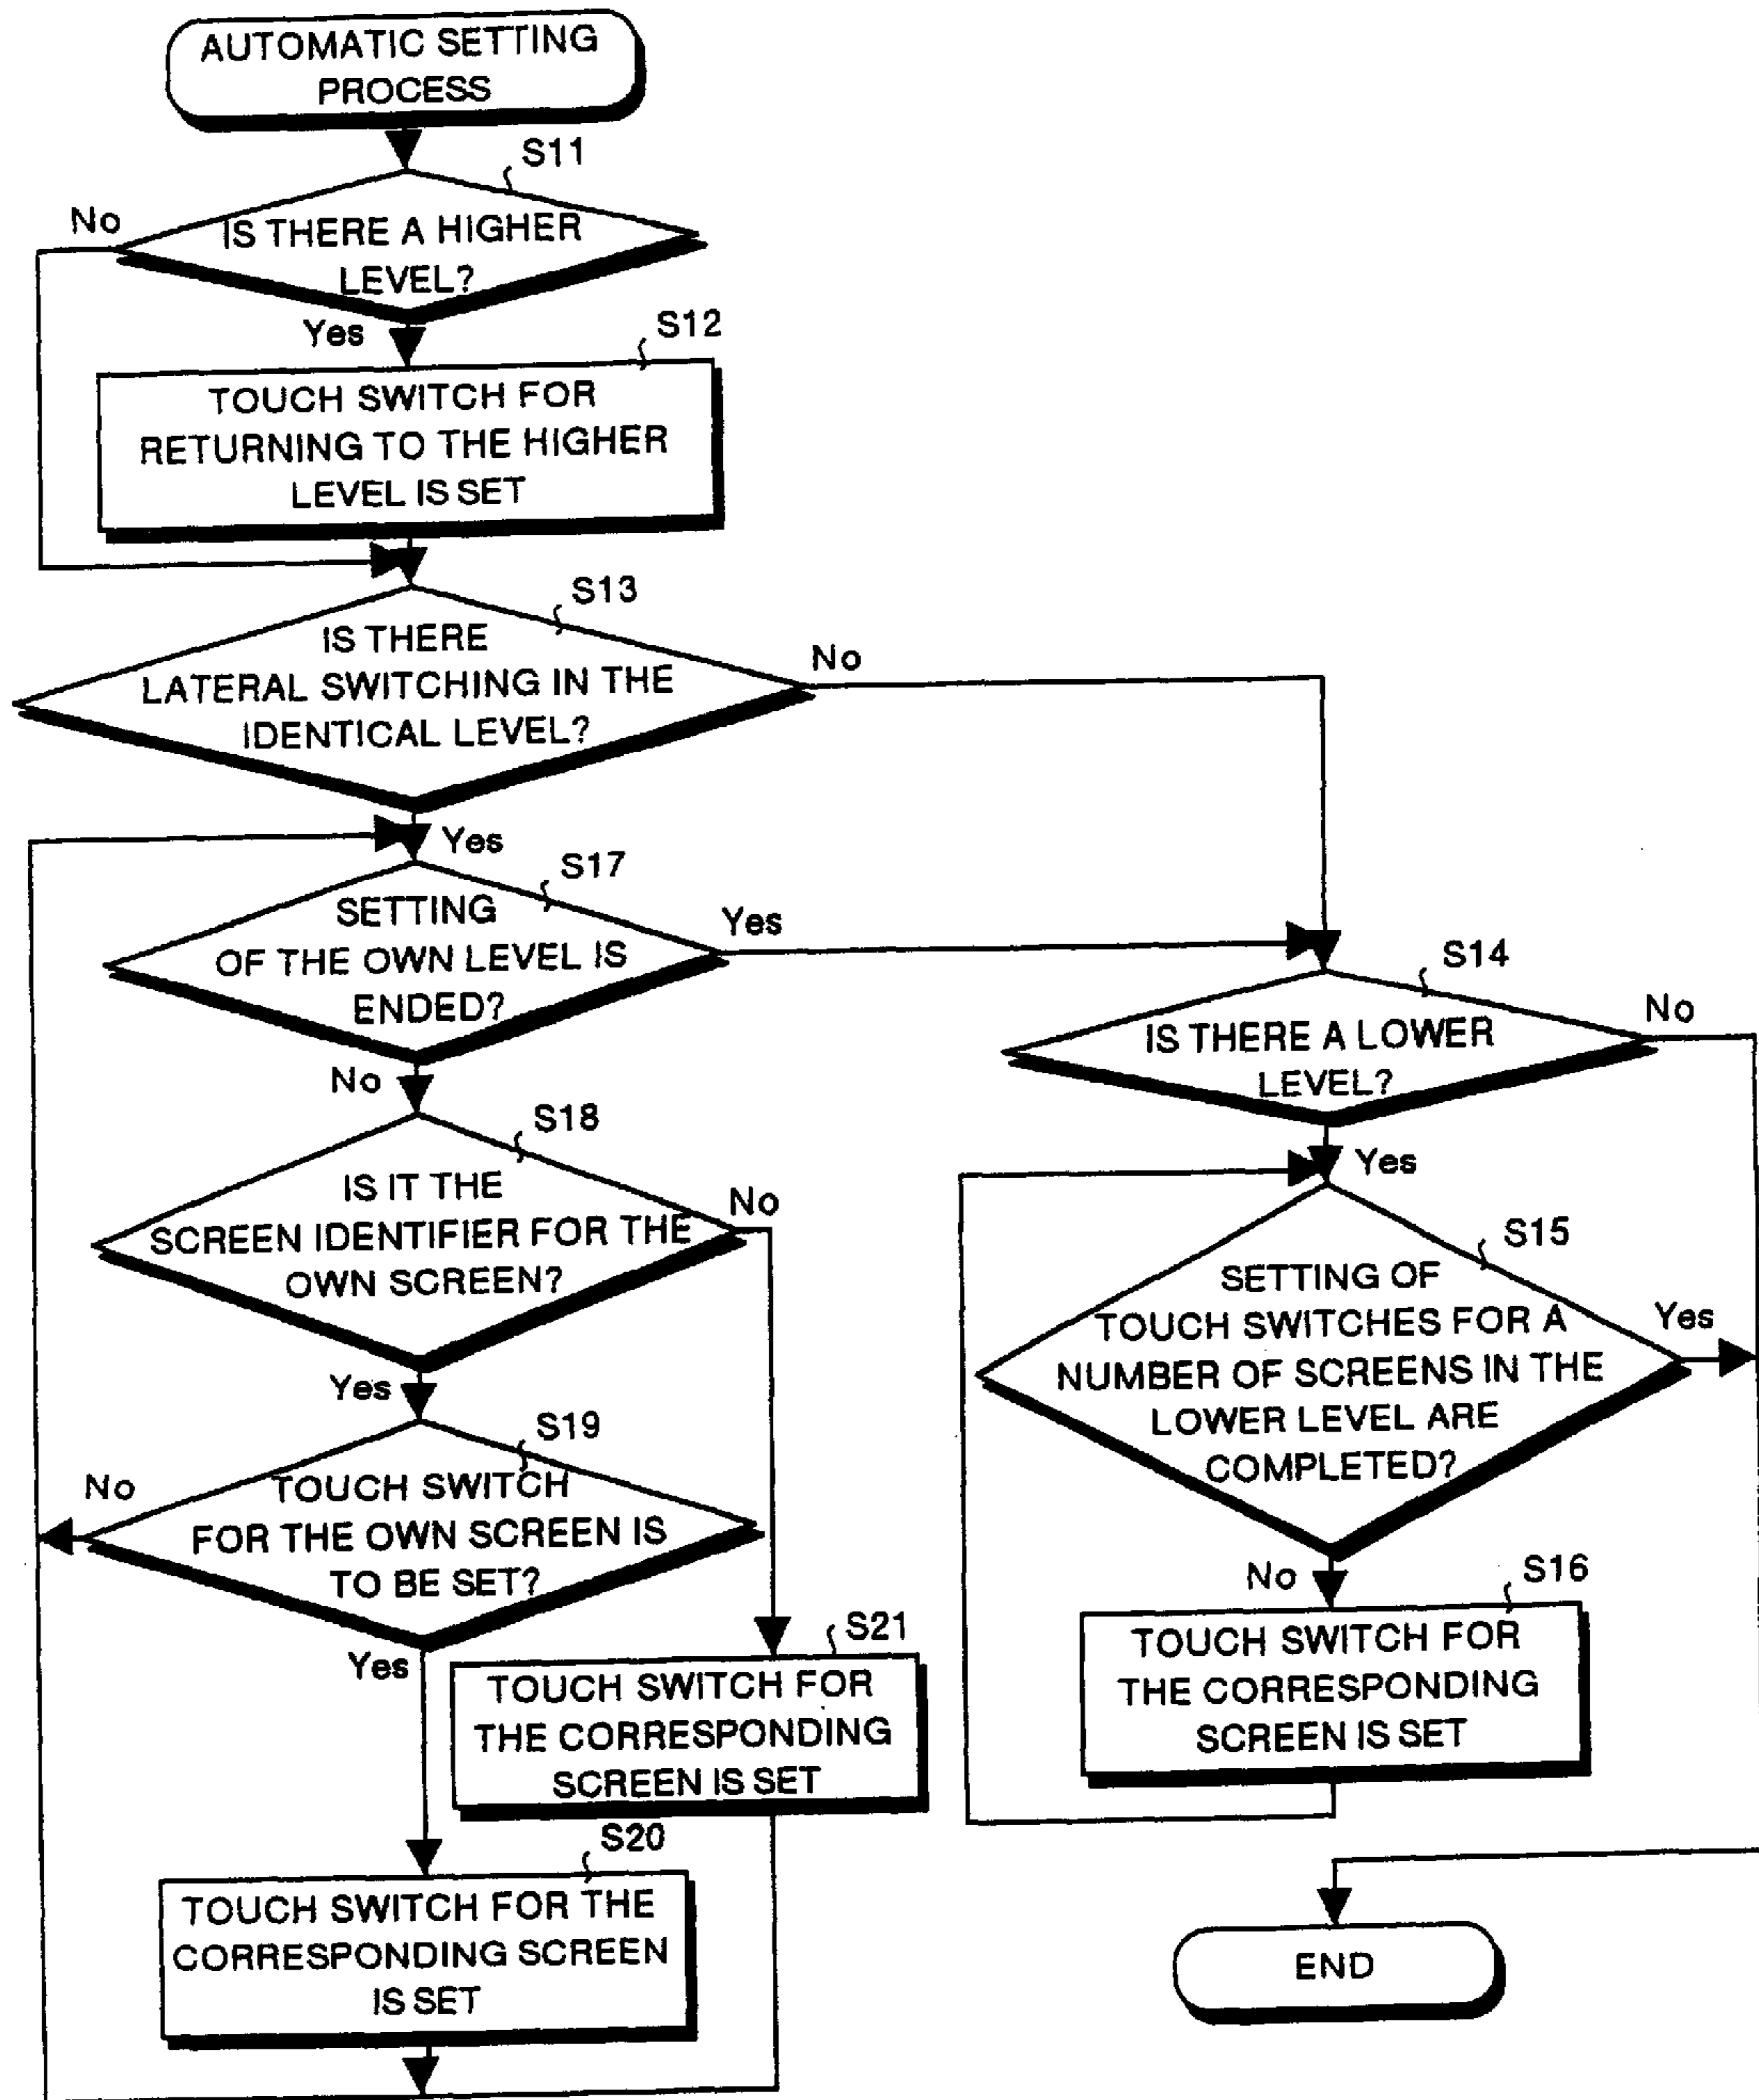 AUTOMATIC SETTING
PROCESS
S11
No
IS THERE A HIGHER
LEVEL?
Yes
S12
TOUCH SWITCH FOR
RETURNING TO THE HIGHER
LEVEL IS SET
S13
IS THERE
LATERAL SWITCHING IN THE
IDENTICAL LEVEL?
No
Yes
S17
SETTING
OF THE OWN LEVEL IS
ENDED?
Yes
No
S18
IS IT THE
SCREEN IDENTIFIER FOR THE
OWN SCREEN?
No
Yes
S19
No
TOUCH SWITCH
FOR THE OWN SCREEN IS
TO BE SET?
Yes
S21
TOUCH SWITCH FOR
THE CORRESPONDING
SCREEN IS SET
S20
TOUCH SWITCH FOR THE
CORRESPONDING SCREEN
IS SET
S14
No
IS THERE A LOWER
LEVEL?
Yes
S15
SETTING OF
TOUCH SWITCHES FOR A
NUMBER OF SCREENS IN THE
LOWER LEVEL ARE
COMPLETED?
Yes
No
S16
TOUCH SWITCH FOR
THE CORRESPONDING
SCREEN IS SET
END